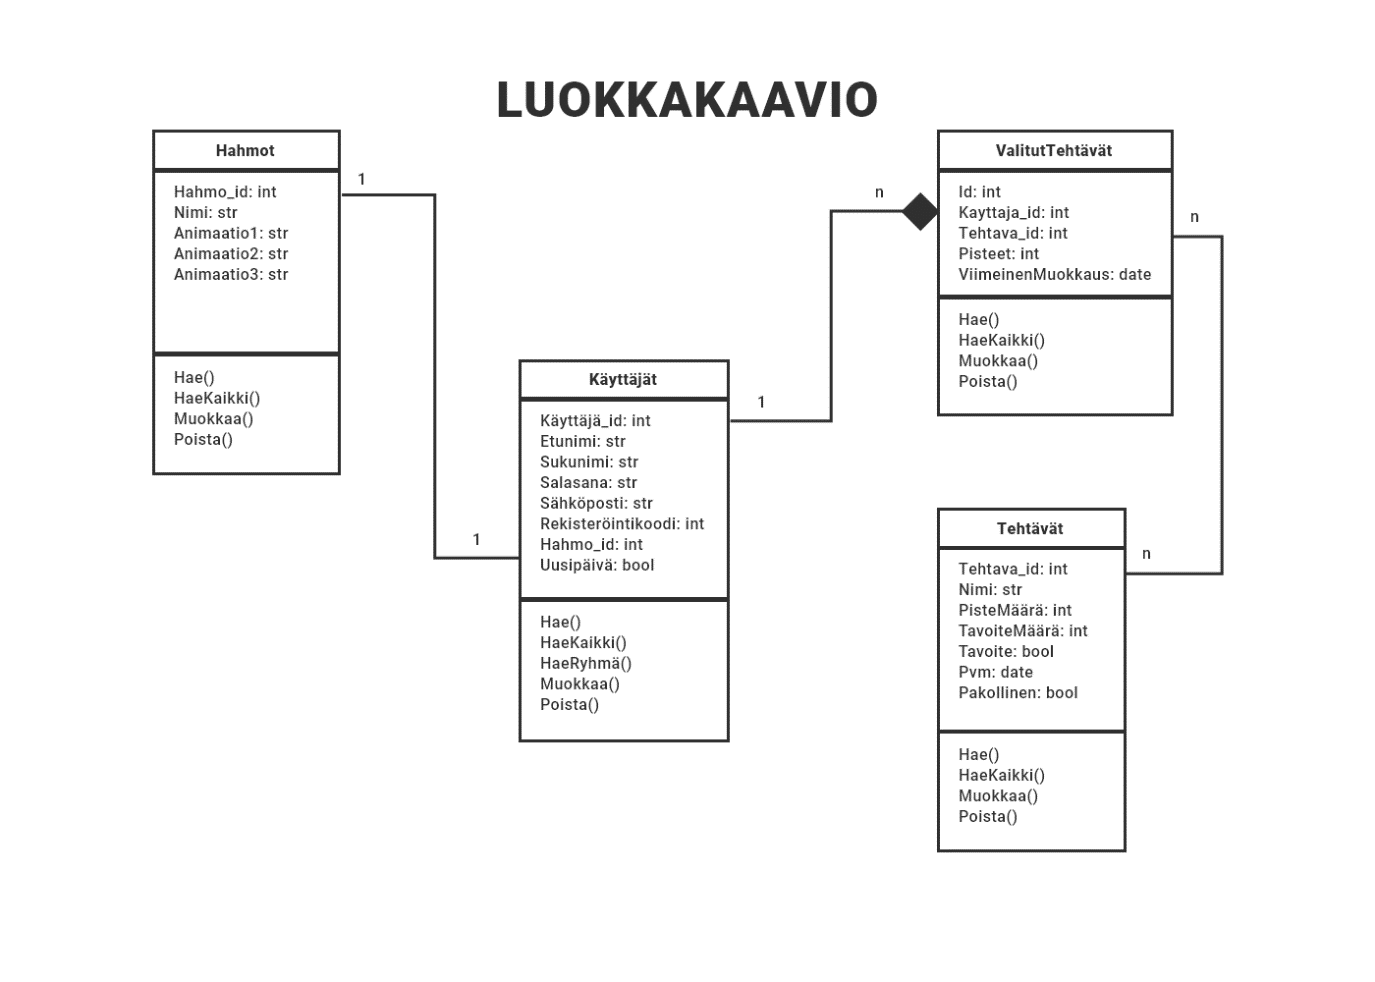 LUOKKAKAAVIO
Hahmot
Hahmo_id: int
Nimi: str
Animaatio1: str
Animaatio2: str
Animaatio3: str
Hae()
HaeKaikki()
Muokkaa()
Poista()
1
1
Käyttäjät
Käyttäjä_id: int
Etunimi: str
Sukunimi: str
Salasana: str
Sähköposti: str
Rekisteröintikoodi: int
Hahmo_id: int
Uusipäivä: bool
Hae()
HaeKaikki()
HaeRyhmä()
Muokkaa()
Poista()
1
n
ValitutTehtävät
Id: int
Kayttaja_id: int
Tehtava_id: int
Pisteet: int
ViimeinenMuokkaus: date
Hae()
HaeKaikki()
Muokkaa()
Poista()
n
n
Tehtävät
Tehtava_id: int
Nimi: str
PisteMäärä: int
TavoiteMäärä: int
Tavoite: bool
Pvm: date
Pakollinen: bool
Hae()
HaeKaikki()
Muokkaa()
Poista()